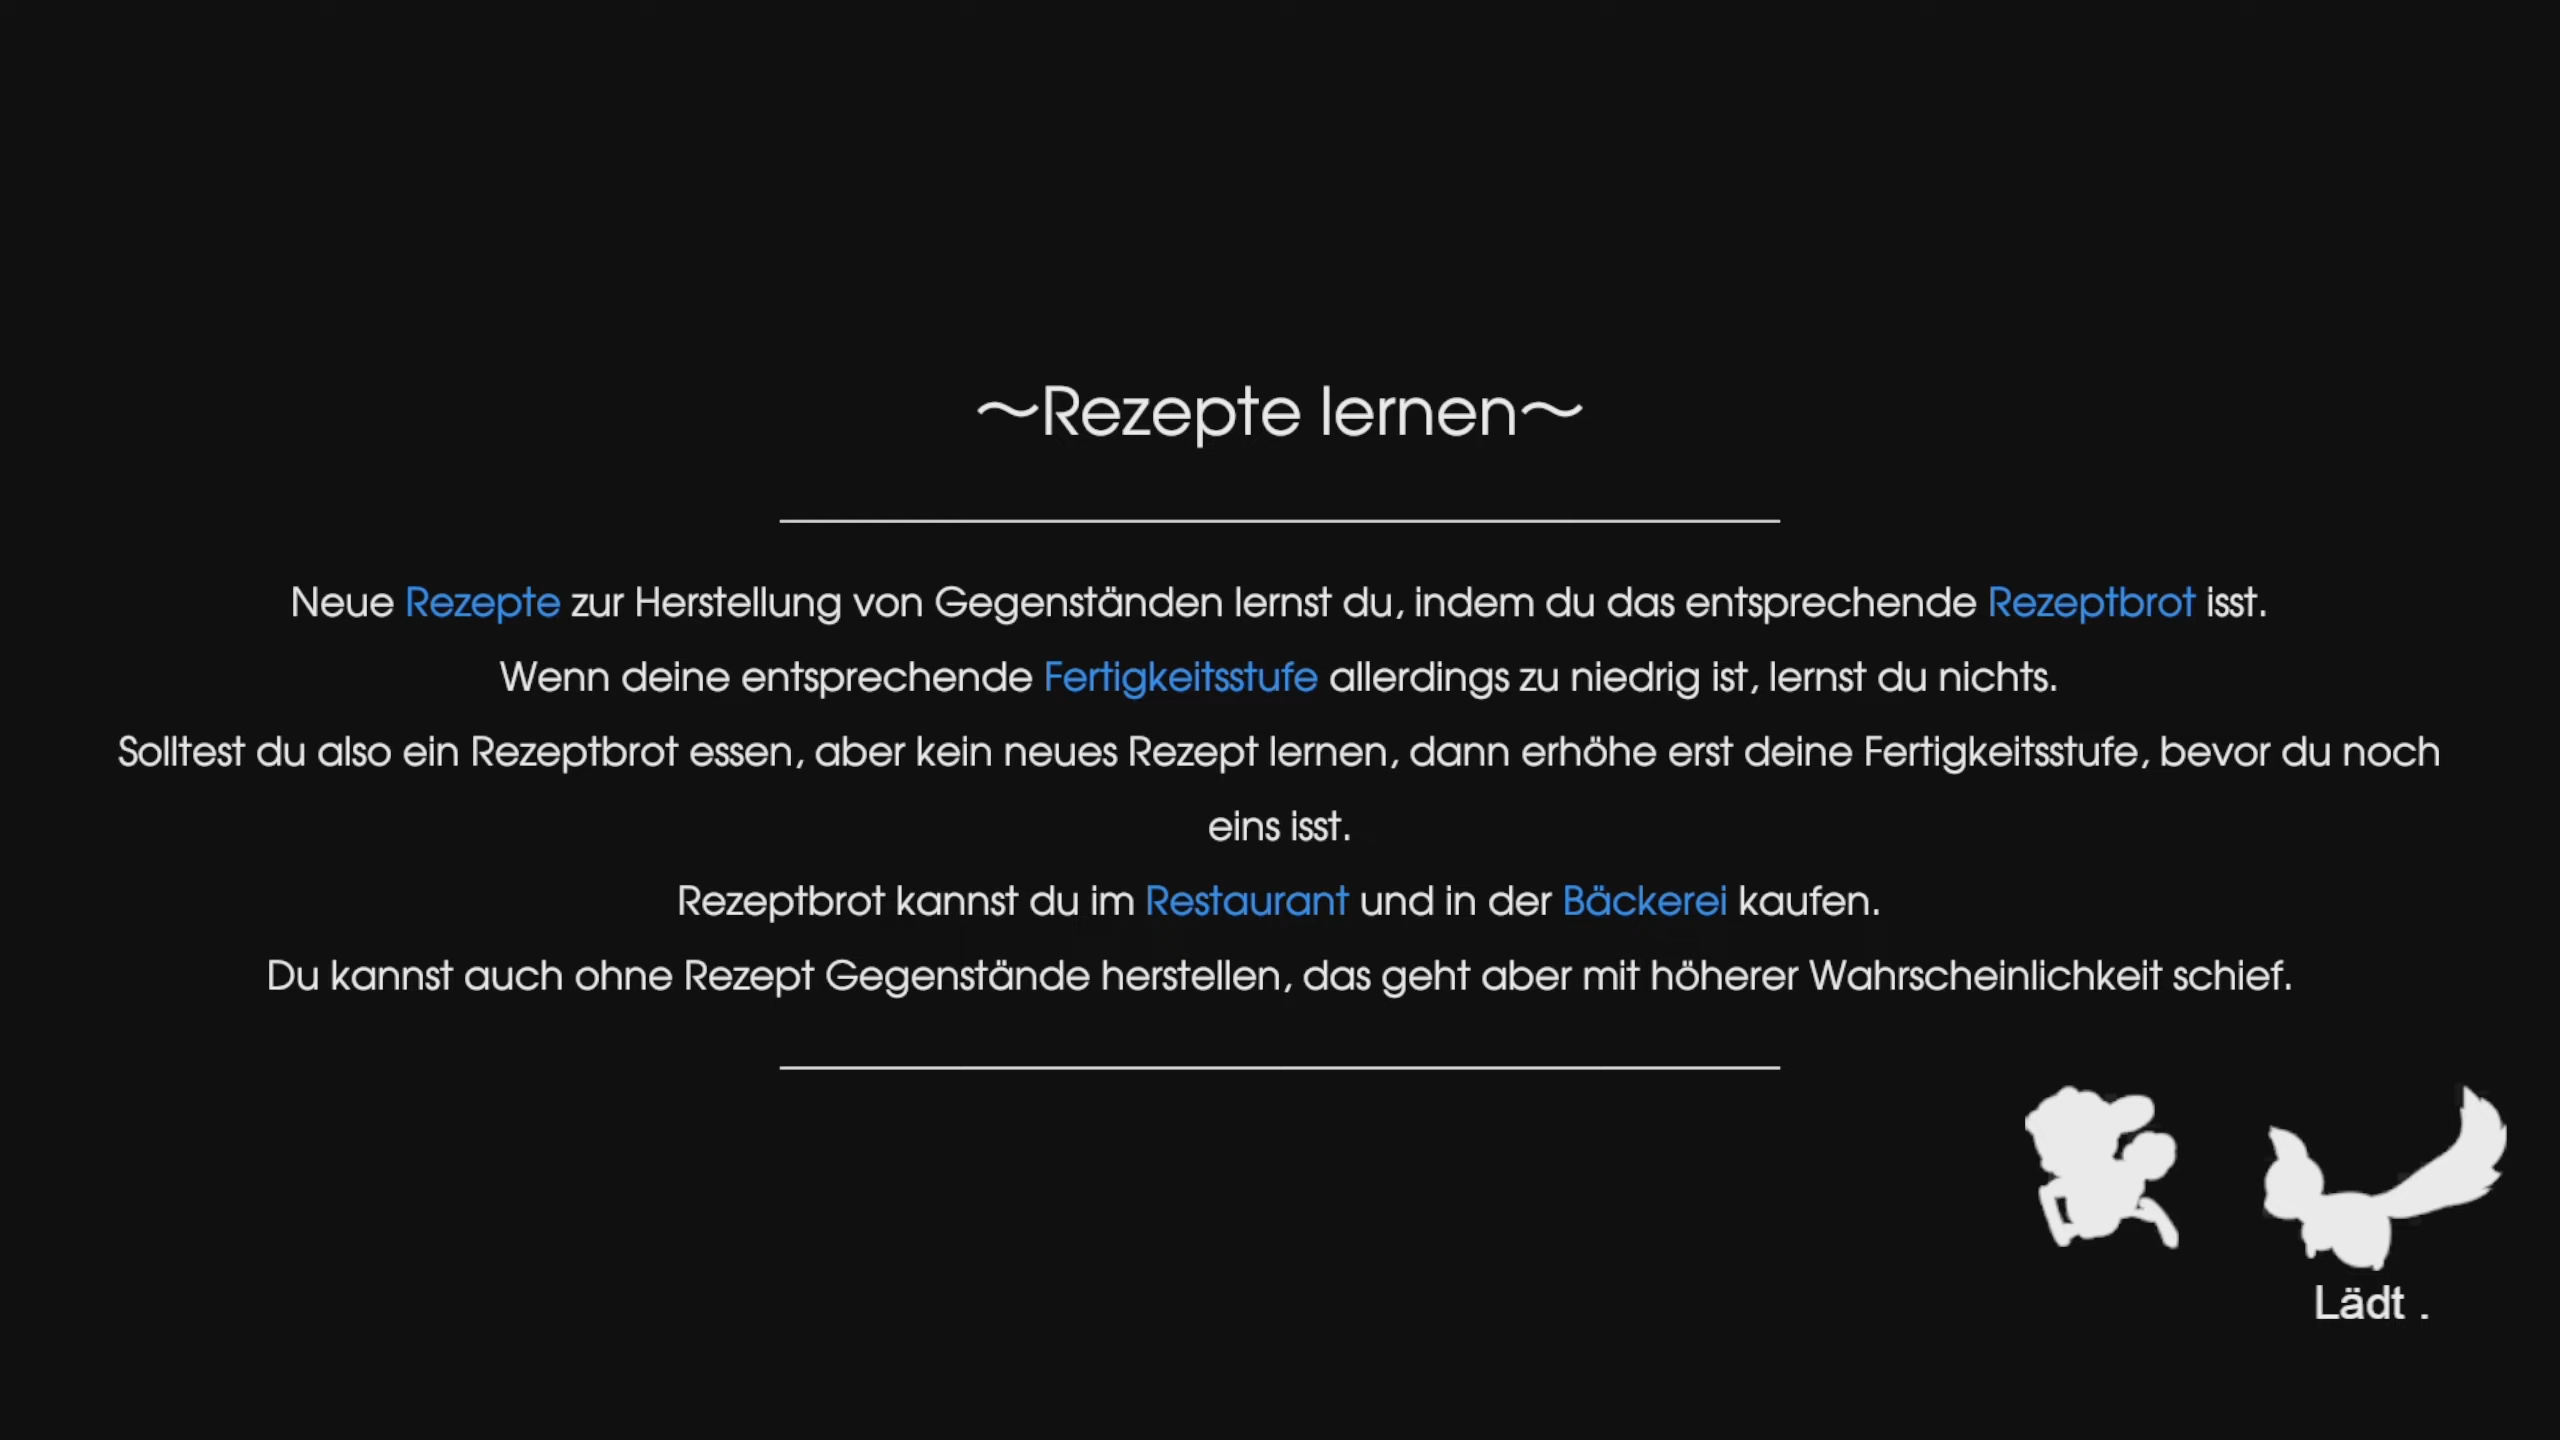 ～Rezepte lernen～
Neue Rezepte zur Herstellung von Gegenständen lernst du, indem du das entsprechende Rezeptbrot isst.
Wenn deine entsprechende Fertigkeitsstufe allerdings zu niedrig ist, lernst du nichts.
Solltest du also ein Rezeptbrot essen, aber kein neues Rezept lernen, dann erhöhe erst deine Fertigkeitsstufe, bevor du noch
eins isst.
Rezeptbrot kannst du im Restaurant und in der Bäckerei kaufen.
Du kannst auch ohne Rezept Gegenstände herstellen, das geht aber mit höherer Wahrscheinlichkeit schief.
Lädt .